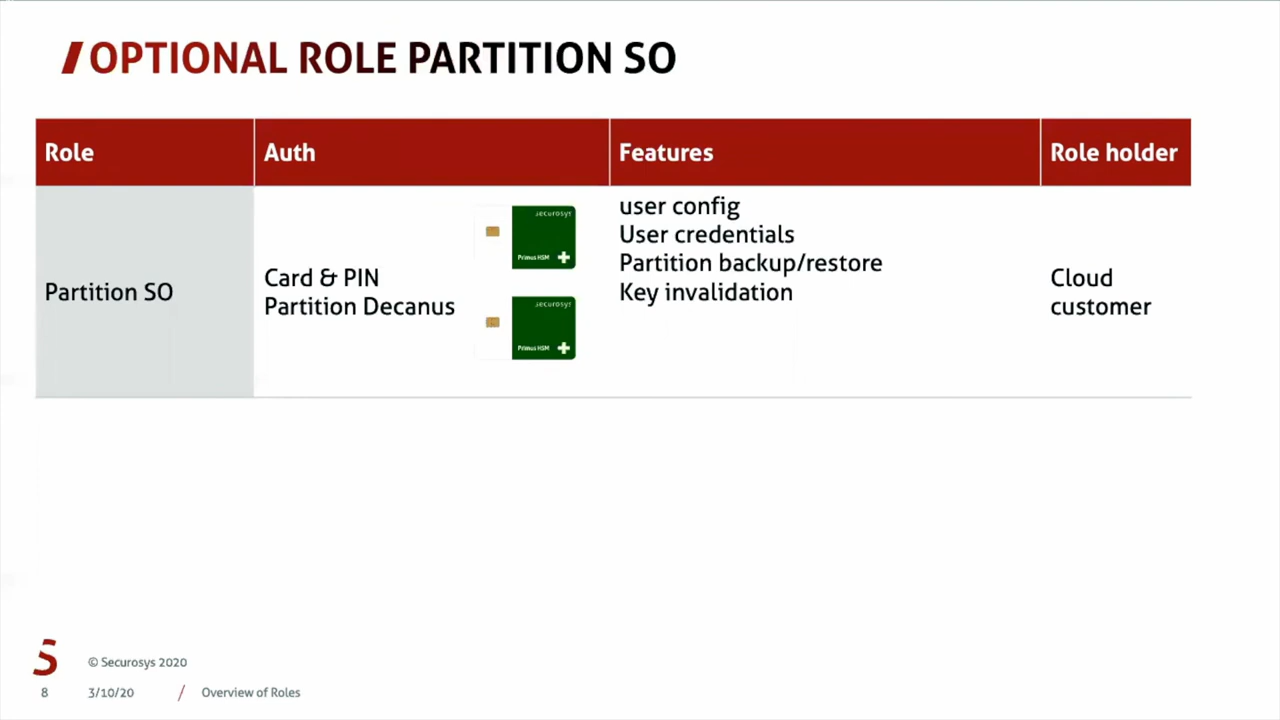 OPTIONAL ROLE PARTITION SO
Role
Auth
Features
Role holder
Partition SO
Card & PIN
Partition Decanus
securosys
Primus HSM
securosys
Primus HSM
user config
User credentials
Partition backup/restore
Key invalidation
Cloud
customer
© Securosys 2020
8
3/10/20
/
Overview of Roles